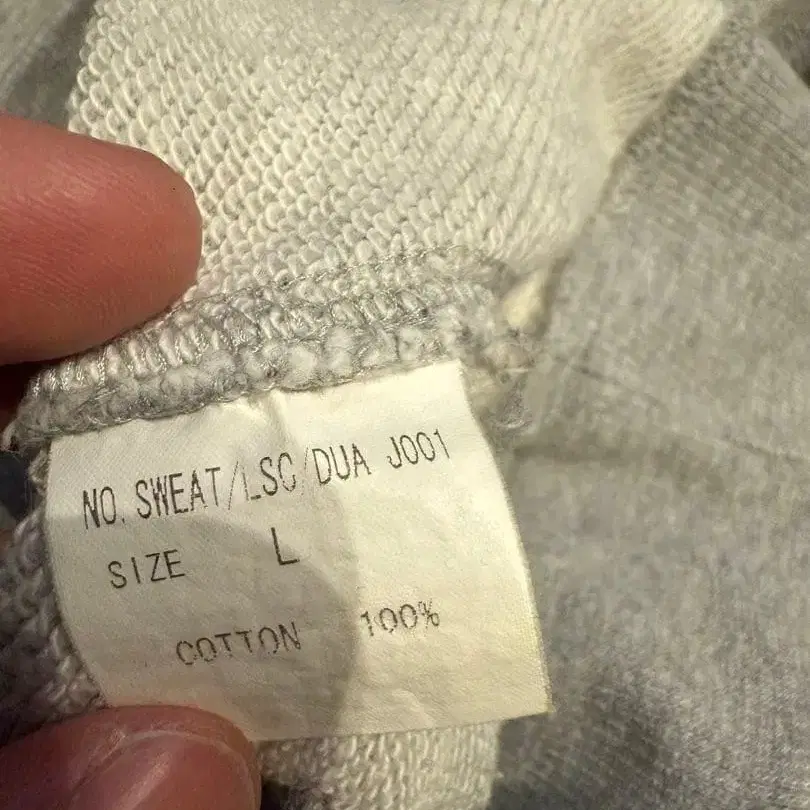 NO. SWEAT/LSC/DUA J001
SIZE L
COTTON 100%